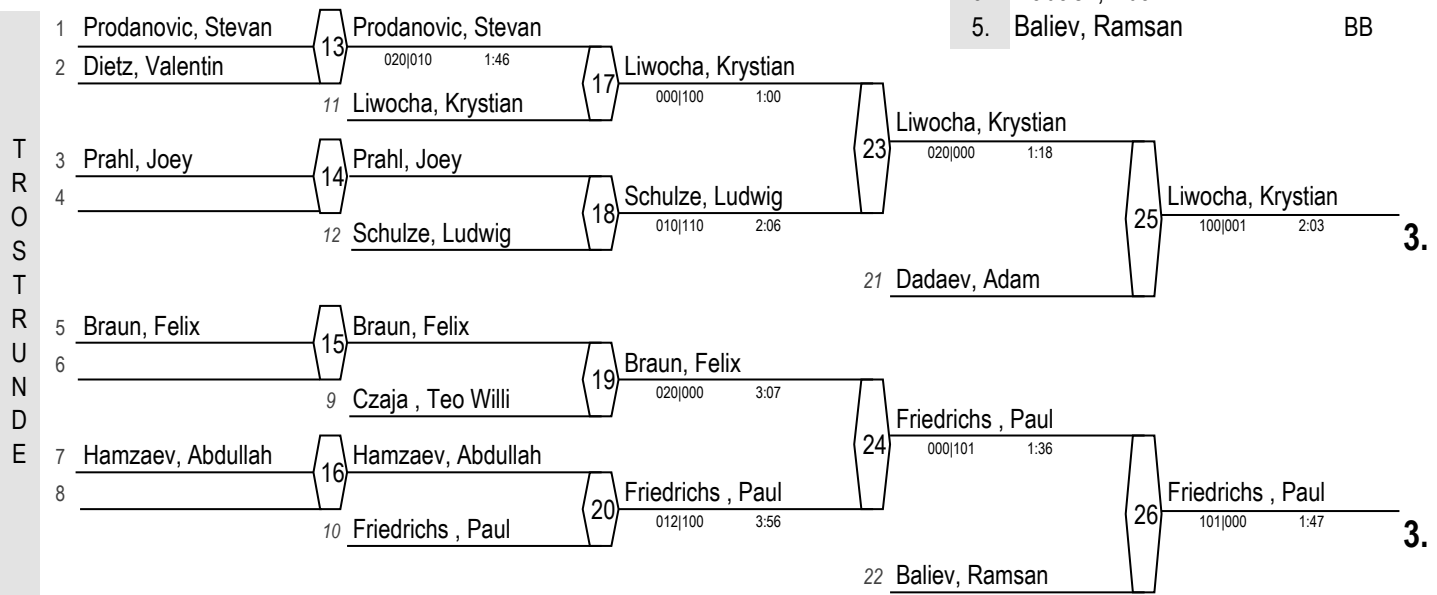 5. Baliev, Ramsan BB
TROSTRUNDE
1 Prodanovic, Stevan
2 Dietz, Valentin
13 Prodanovic, Stevan
020|010 1:46
11 Liwocha, Krystian
17 Liwocha, Krystian
000|100 1:00
3 Prahl, Joey
4
14 Prahl, Joey
12 Schulze, Ludwig
18 Schulze, Ludwig
010|110 2:06
23 Liwocha, Krystian
020|000 1:18
21 Dadaev, Adam
25 Liwocha, Krystian
100|001 2:03
3.
5 Braun, Felix
6
15 Braun, Felix
9 Czaja , Teo Willi
19 Braun, Felix
020|000 3:07
7 Hamzaev, Abdullah
8
16 Hamzaev, Abdullah
10 Friedrichs , Paul
20 Friedrichs , Paul
012|100 3:56
24 Friedrichs , Paul
000|101 1:36
22 Baliev, Ramsan
26 Friedrichs , Paul
101|000 1:47
3.